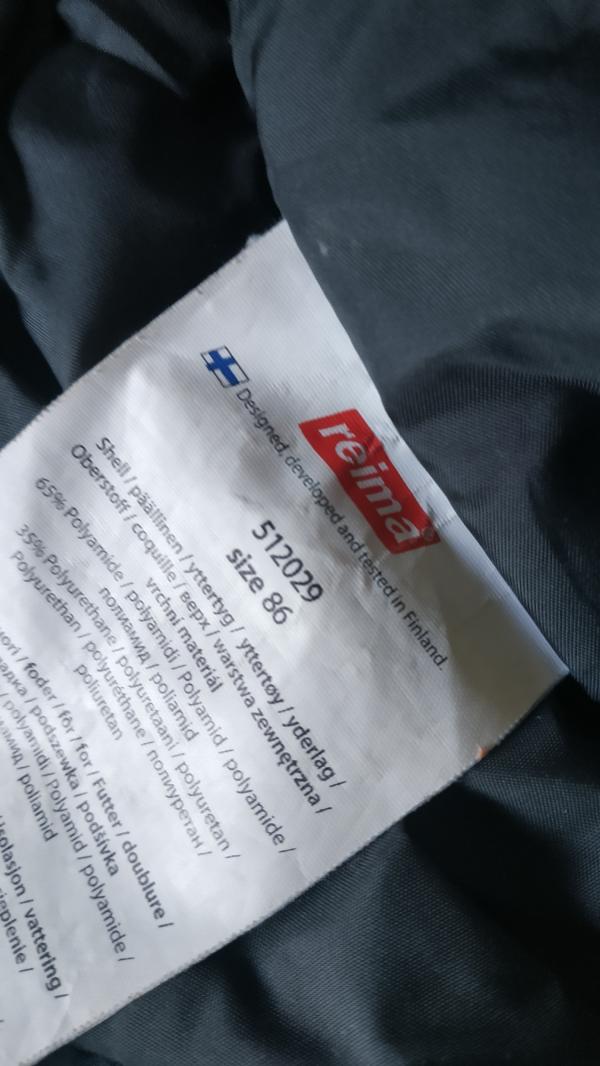 reima®
Designed, developed and tested in Finland.
512029
size 86
Shell / päällinen / yttertyg / yttertøy / yderlag /
Oberstoff / coquille / верх / warstwa zewnętrzna /
vrchní materiál
65% Polyamide / polyamidi / Polyamid / polyamide /
полиамид / poliamid
35% Polyurethane / polyuretaani / polyuretan /
Polyurethan / polyuréthane / полиуретан /
poliuretan
/ foder / fôr / for / Futter / doublure /
/ podszewka / podšívka
/ polyamidi / Polyamid / polyamide /
/ poliamid
/ vattering /